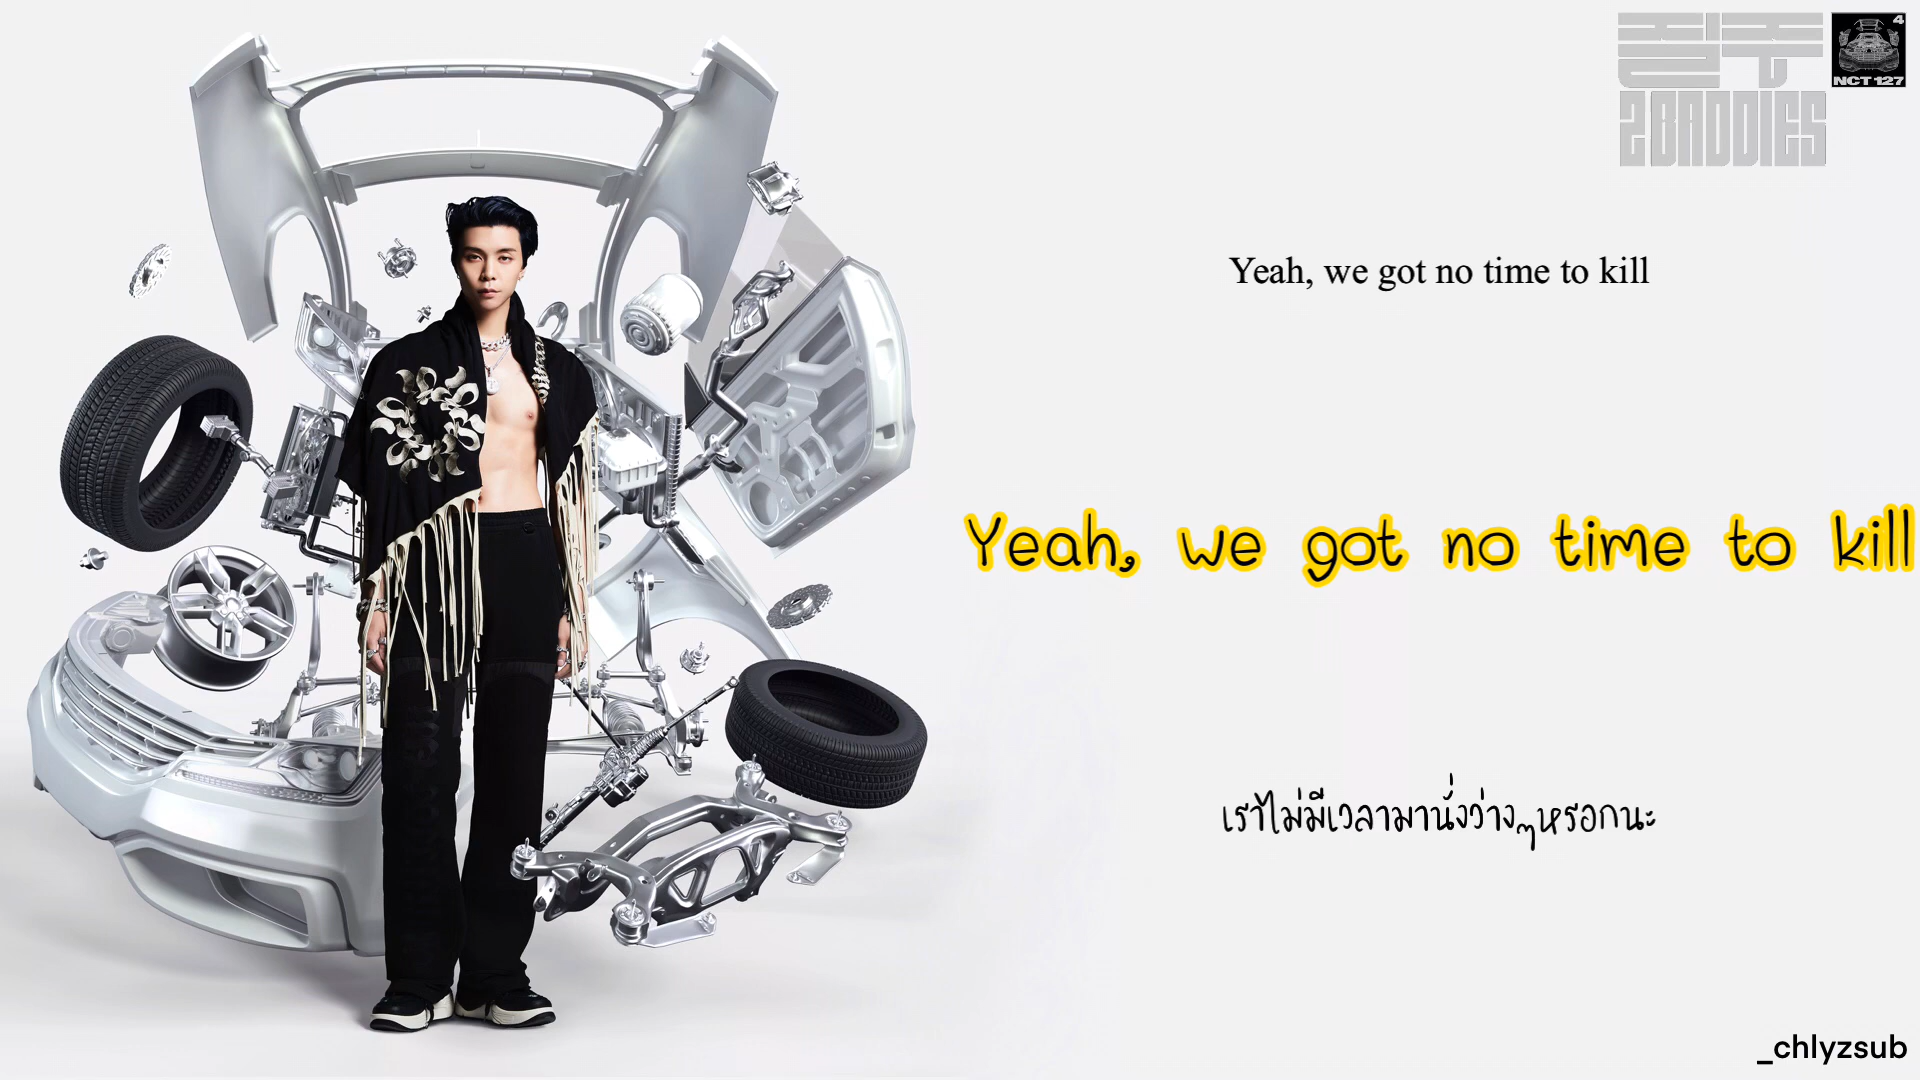 질주
2 BADDIES
4
NCT 127
Yeah, we got no time to kill
Yeah, we got no time to kill
เราไม่มีเวลามานั่งว่างๆหรอกนะ
_chlyzsub